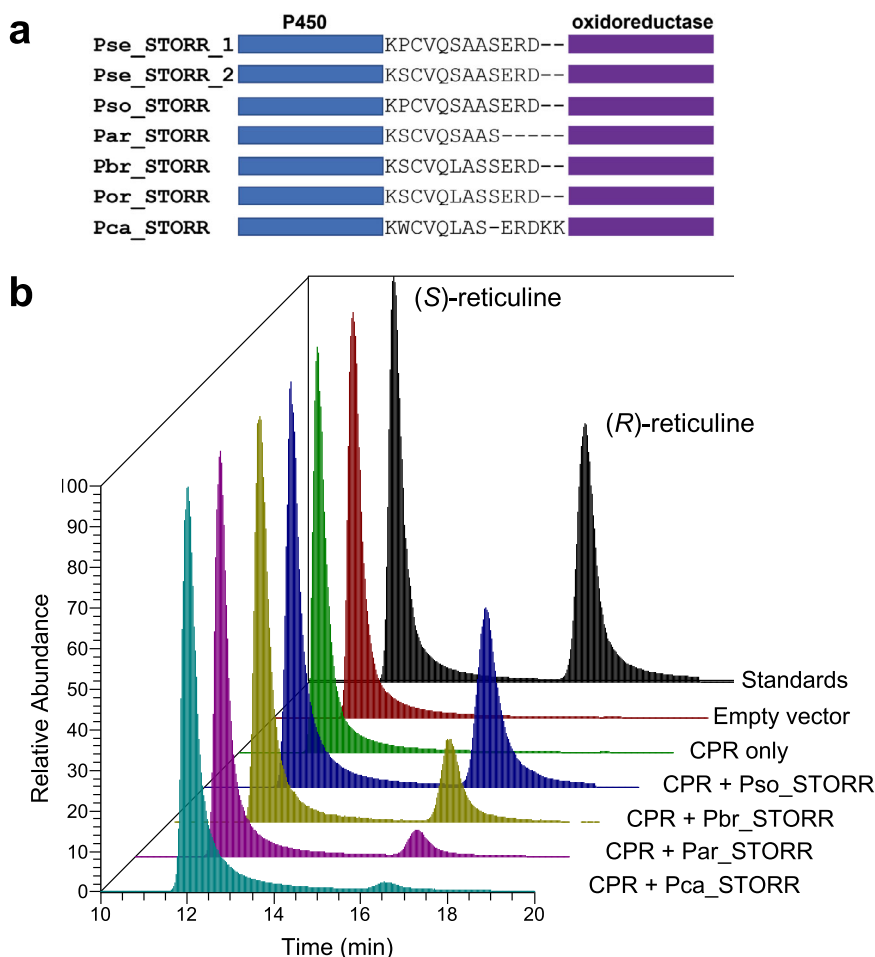 a
P450 oxidoreductase
Pse_STORR_1 KPCVQSAASERD--
Pse_STORR_2 KSCVQSAASERD--
Pso_STORR KPCVQSAASERD--
Par_STORR KSCVQSAAS-----
Pbr_STORR KSCVQLASSERD--
Por_STORR KSCVQLASSERD--
Pca_STORR KWCVQLAS-ERDKK
b
(S)-reticuline
(R)-reticuline
100
90
80
70
60
50
40
30
20
10
0
Relative Abundance
Standards
Empty vector
CPR only
CPR + Pso_STORR
CPR + Pbr_STORR
CPR + Par_STORR
CPR + Pca_STORR
10 12 14 16 18 20
Time (min)